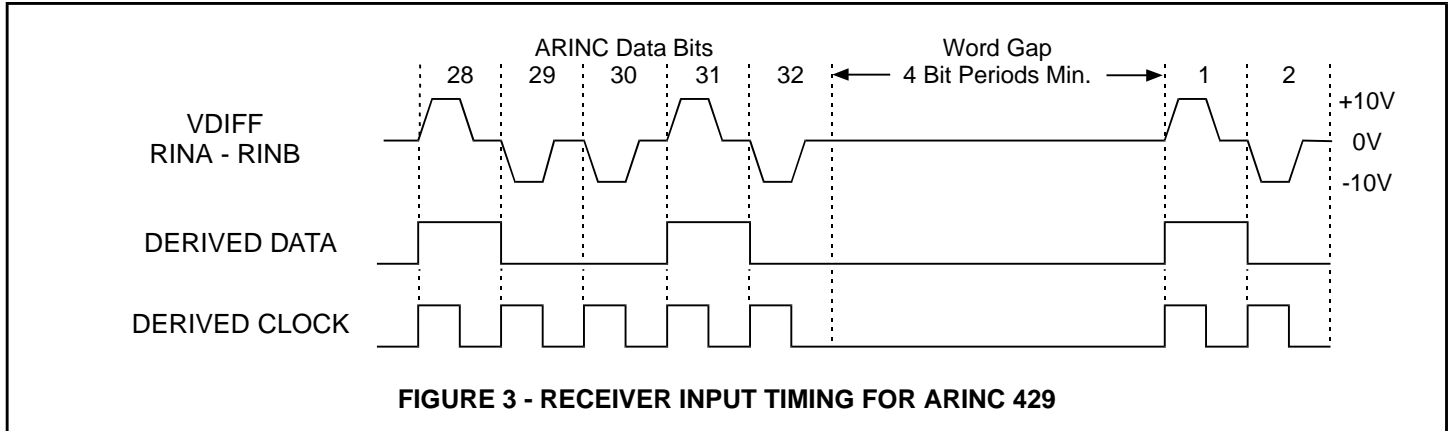 ARINC Data Bits
Word Gap
28 29 30 31 32 4 Bit Periods Min. 1 2
+10V
VDIFF
RINA - RINB
0V
-10V
DERIVED DATA
DERIVED CLOCK
FIGURE 3 - RECEIVER INPUT TIMING FOR ARINC 429